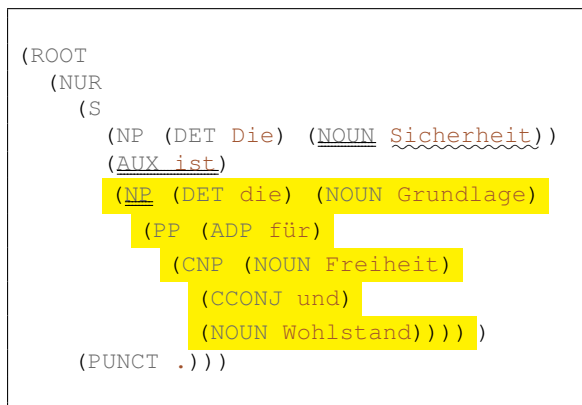 (ROOT
(NUR
(S
(NP (DET Die) (NOUN Sicherheit))
(AUX ist)
(NP (DET die) (NOUN Grundlage)
(PP (ADP für)
(CNP (NOUN Freiheit)
(CCONJ und)
(NOUN Wohlstand)))) )
(PUNCT .)))